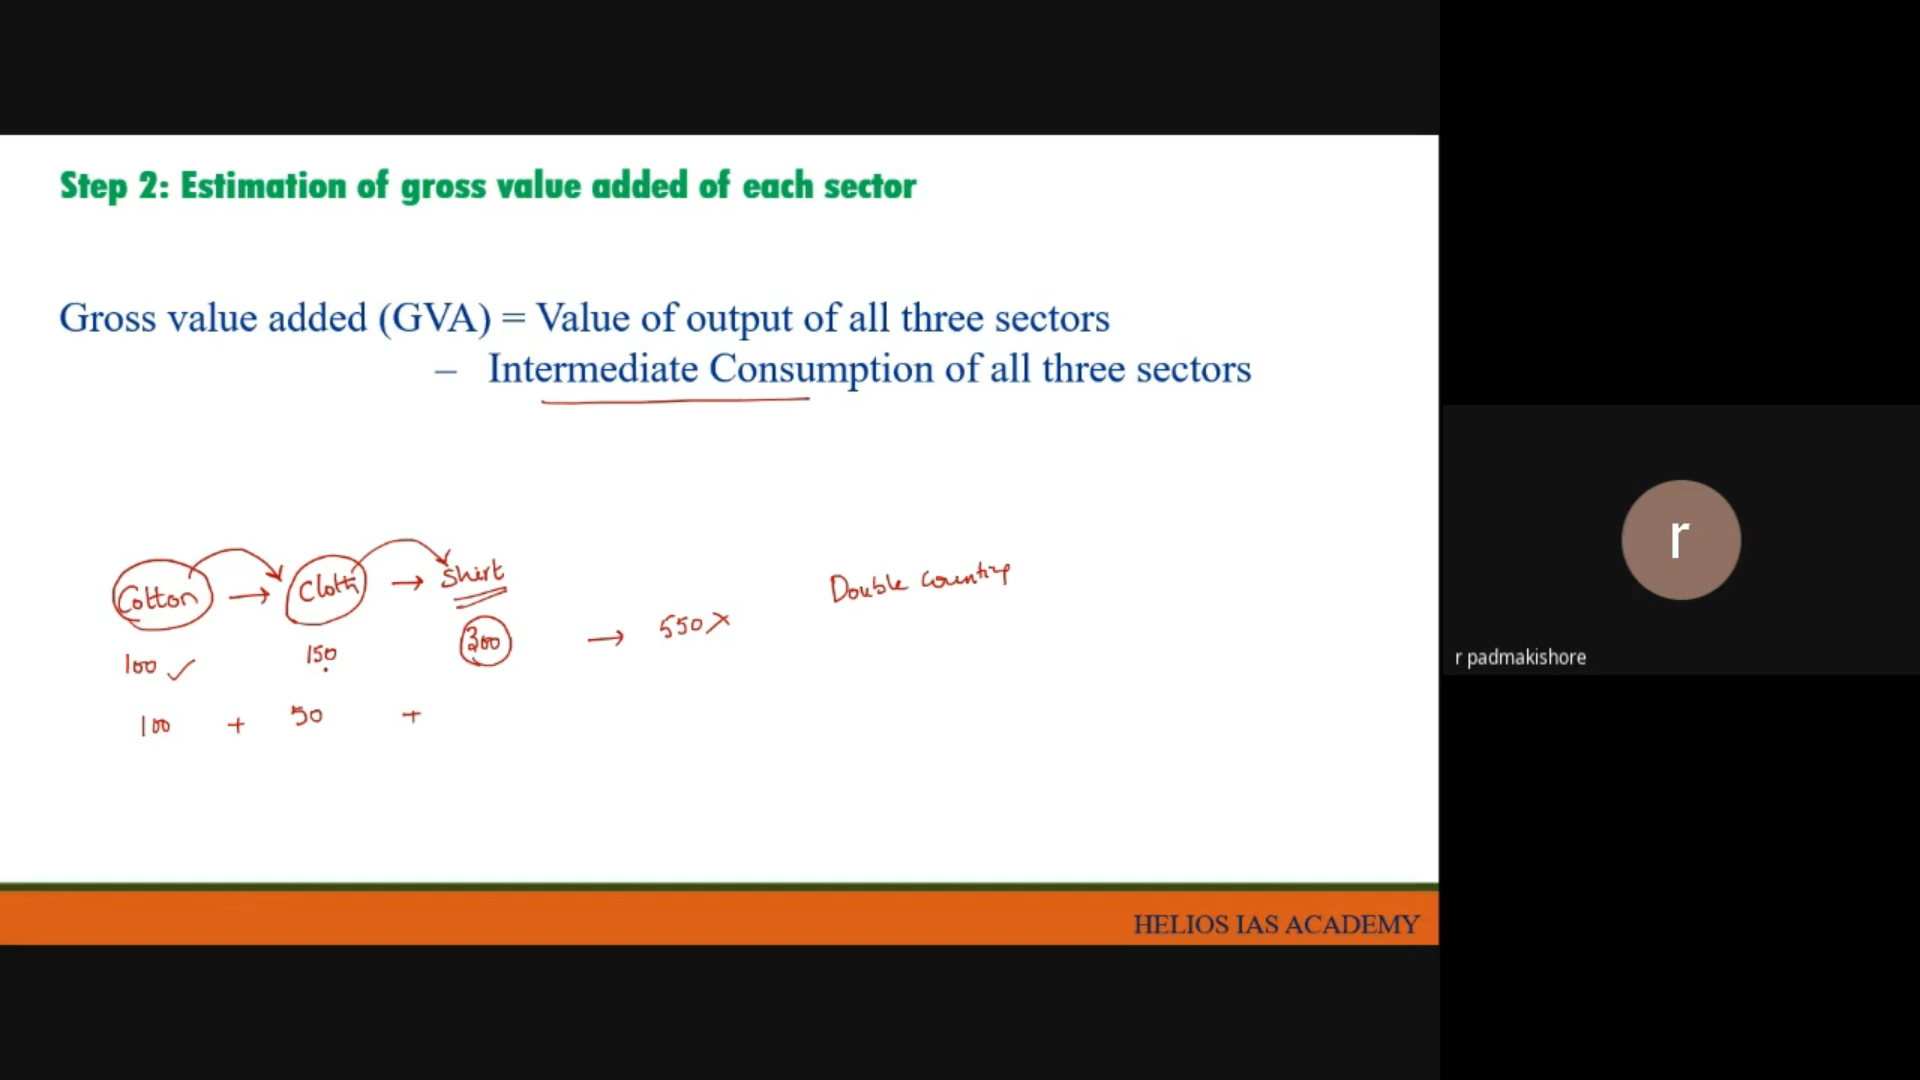 Step 2: Estimation of gross value added of each sector
Gross value added (GVA) = Value of output of all three sectors
– Intermediate Consumption of all three sectors
Cotton → Cloth → Shirt
Double counting
100 ✓ 150 300 → 550 X
100 + 50 +
HELIOS IAS ACADEMY
r
r padmakishore